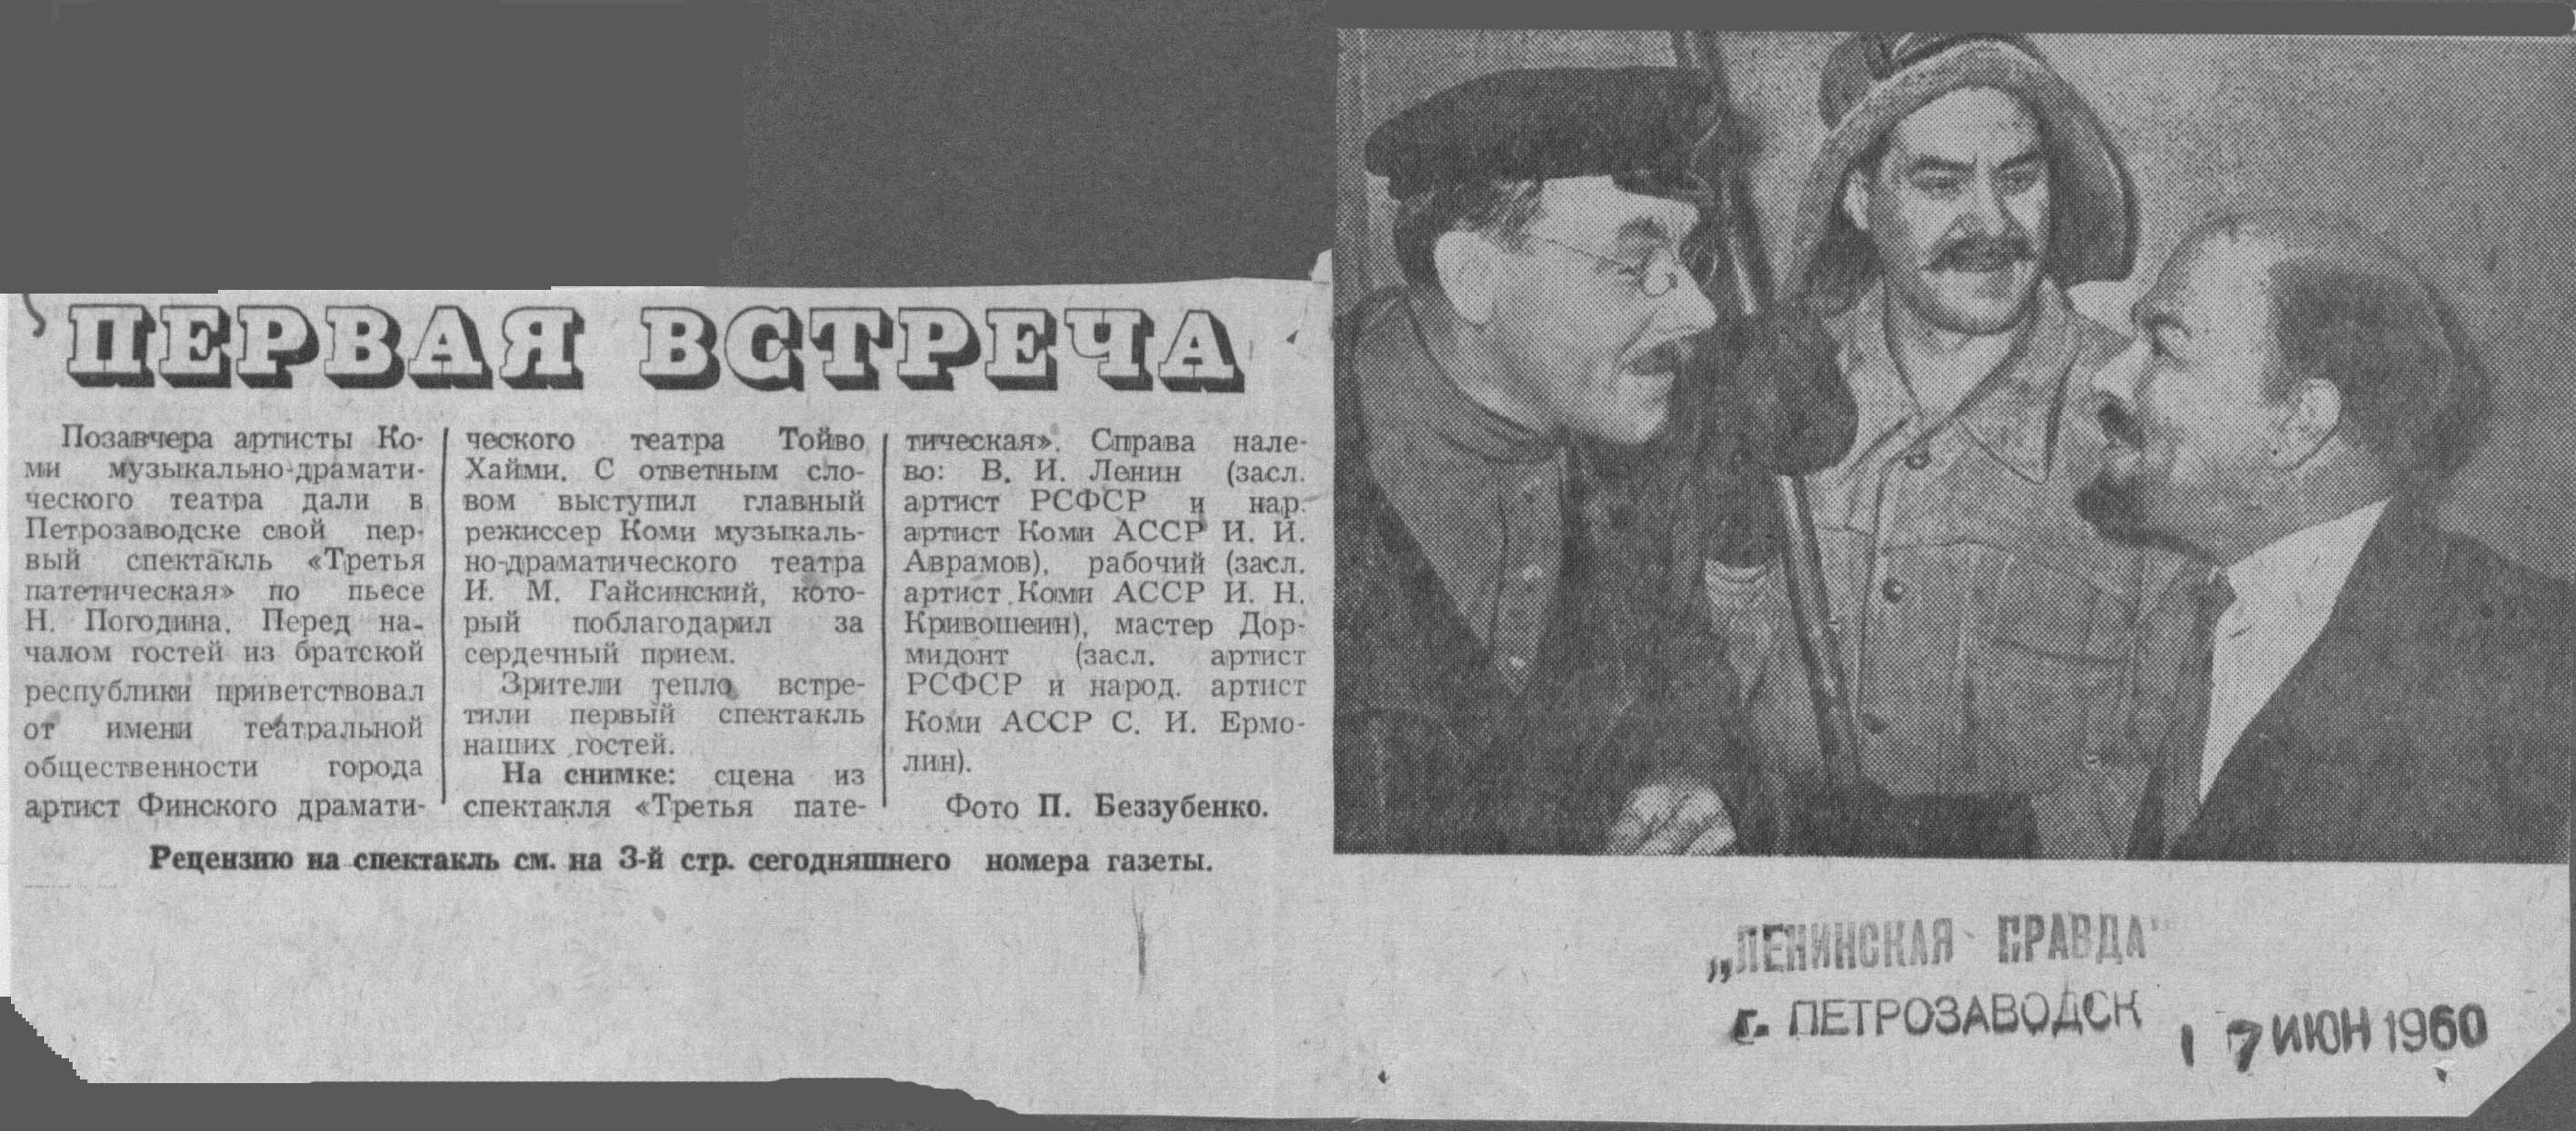 ПЕРВАЯ ВСТРЕЧА
Позавчера артисты Ко-
ми музыкально-драмати-
ческого театра дали в
Петрозаводске свой пер-
вый спектакль «Третья
патетическая» по пьесе
Н. Погодина. Перед на-
чалом гостей из братской
республики приветствовал
от имени театральной
общественности города
артист Финского драмати-
ческого театра Тойво
Хайми. С ответным сло-
вом выступил главный
режиссер Коми музыкаль-
но-драматического театра
И. М. Гайсинский, кото-
рый поблагодарил за
сердечный прием.
Зрители тепло встре-
тили первый спектакль
наших гостей.
На снимке: сцена из
спектакля «Третья пате-
тическая». Справа нале-
во: В. И. Ленин (засл.
артист РСФСР и нар.
артист Коми АССР И. И.
Аврамов), рабочий (засл.
артист Коми АССР И. Н.
Кривошеин), мастер Дор-
мидонт (засл. артист
РСФСР и народ. артист
Коми АССР С. И. Ермо-
лин).
Фото П. Беззубенко.
Рецензию на спектакль см. на 3-й стр. сегодняшнего номера газеты.
„ЛЕНИНСКАЯ ПРАВДА"
г. ПЕТРОЗАВОДСК
17 ИЮН 1960